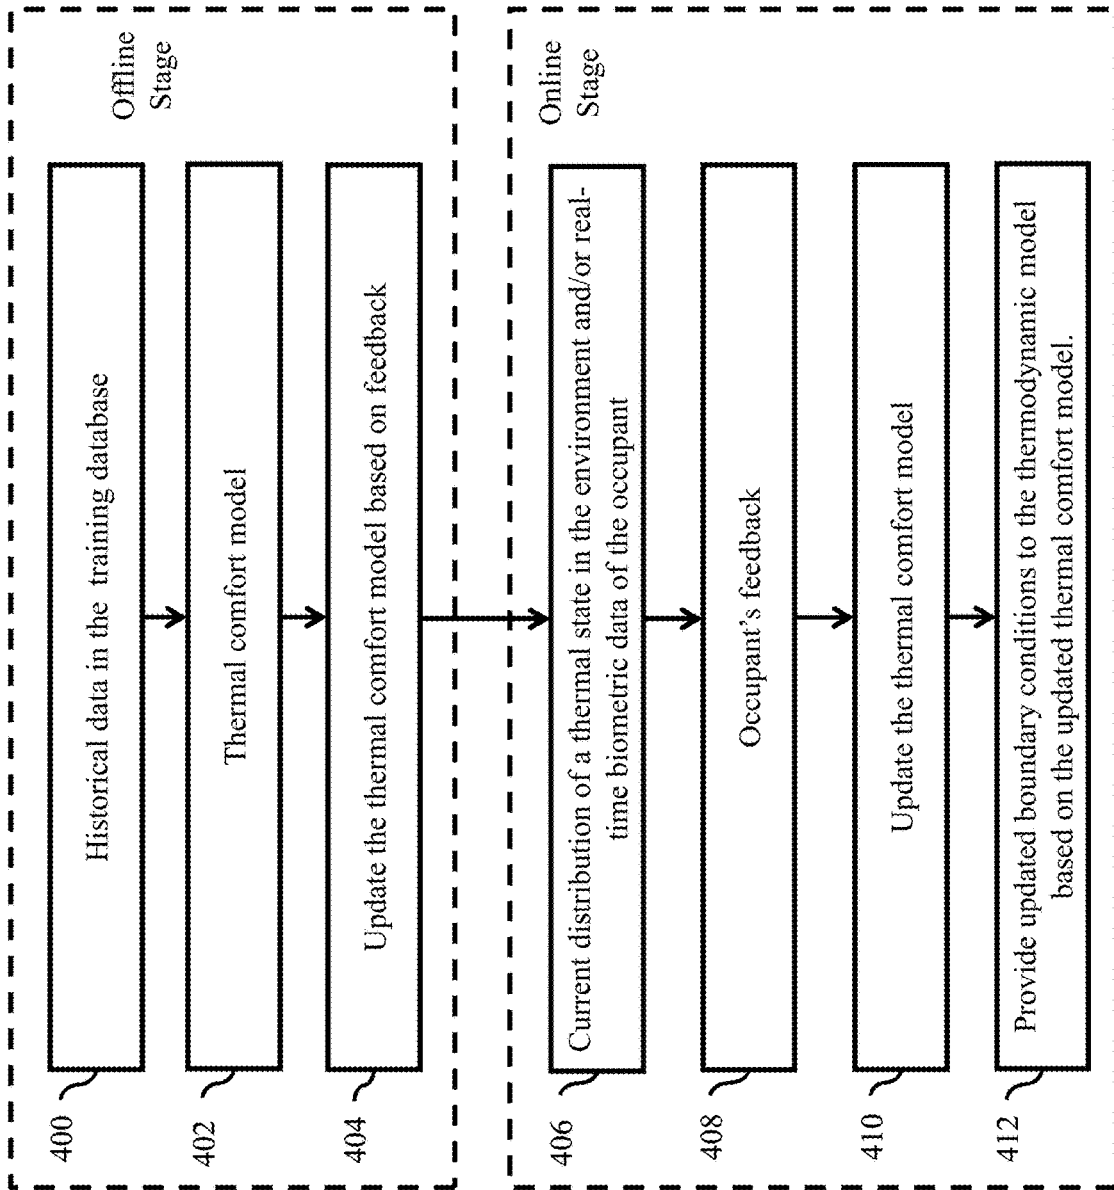 Offline
Stage
400
Historical data in the training database
402
Thermal comfort model
404
Update the thermal comfort model based on feedback
Online
Stage
406
Current distribution of a thermal state in the environment and/or real-
time biometric data of the occupant
408
Occupant's feedback
410
Update the thermal comfort model
412
Provide updated boundary conditions to the thermodynamic model
based on the updated thermal comfort model.